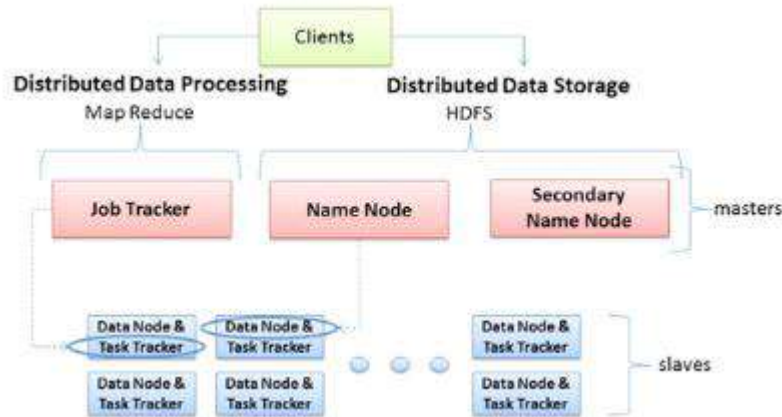 Clients
Distributed Data Processing
Map Reduce
Distributed Data Storage
HDFS
Job Tracker
Name Node
Secondary
Name Node
masters
Data Node &
Task Tracker
Data Node &
Task Tracker
Data Node &
Task Tracker
Data Node &
Task Tracker
Data Node &
Task Tracker
Data Node &
Task Tracker
slaves